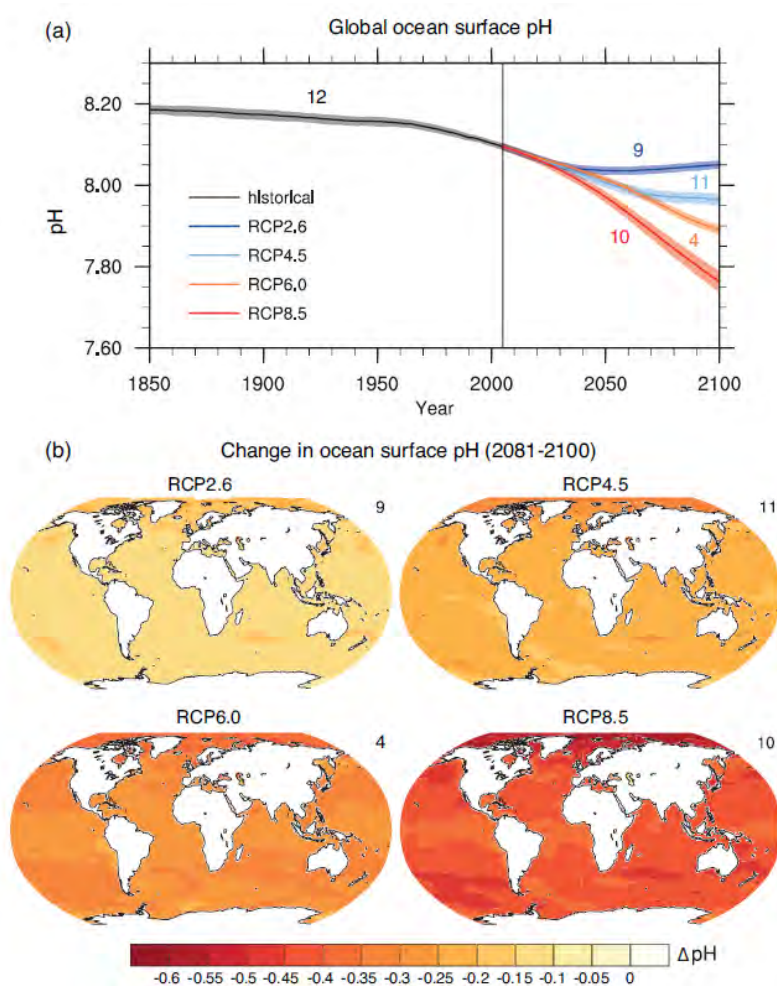 (a) Global ocean surface pH
8.20
8.00
7.80
7.60
pH
12
9
11
4
10
historical
RCP2.6
RCP4.5
RCP6.0
RCP8.5
1850 1900 1950 2000 2050 2100
Year
(b) Change in ocean surface pH (2081-2100)
RCP2.6 9
RCP4.5 11
RCP6.0 4
RCP8.5 10
-0.6 -0.55 -0.5 -0.45 -0.4 -0.35 -0.3 -0.25 -0.2 -0.15 -0.1 -0.05 0
ΔpH